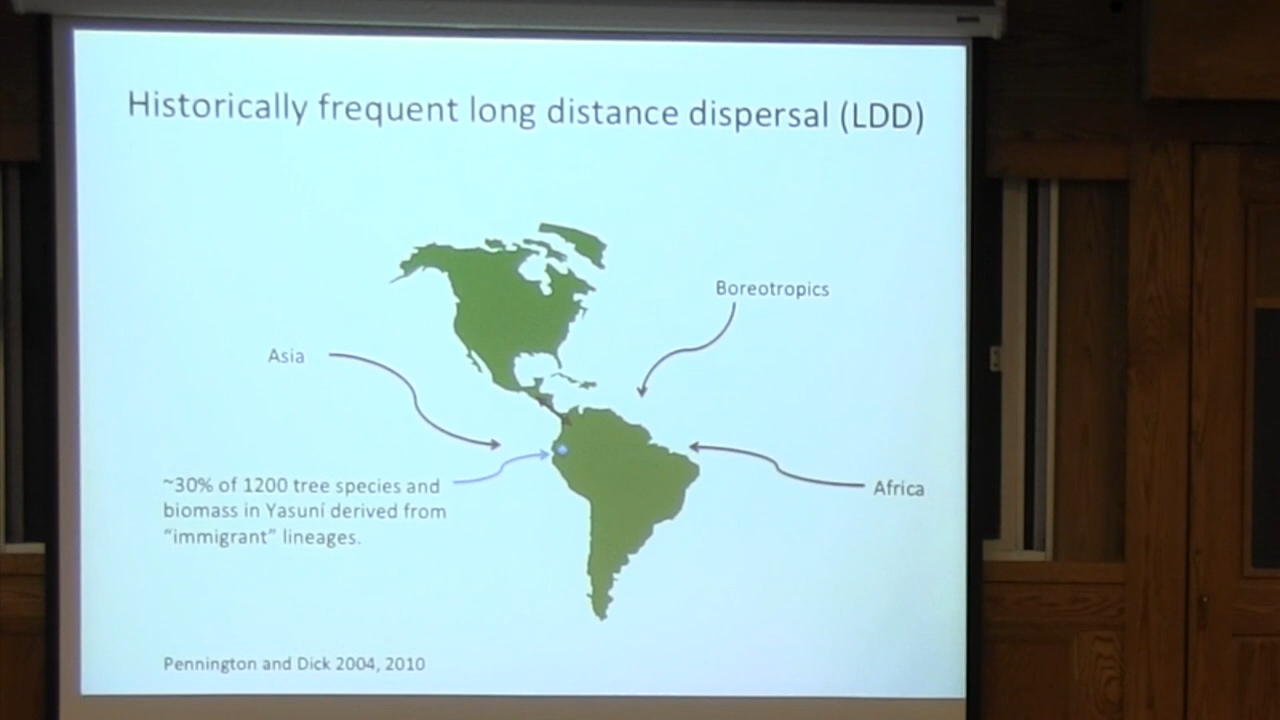 Historically frequent long distance dispersal (LDD)
Boreotropics
Asia
~30% of 1200 tree species and
biomass in Yasuní derived from
“immigrant” lineages.
Africa
Pennington and Dick 2004, 2010